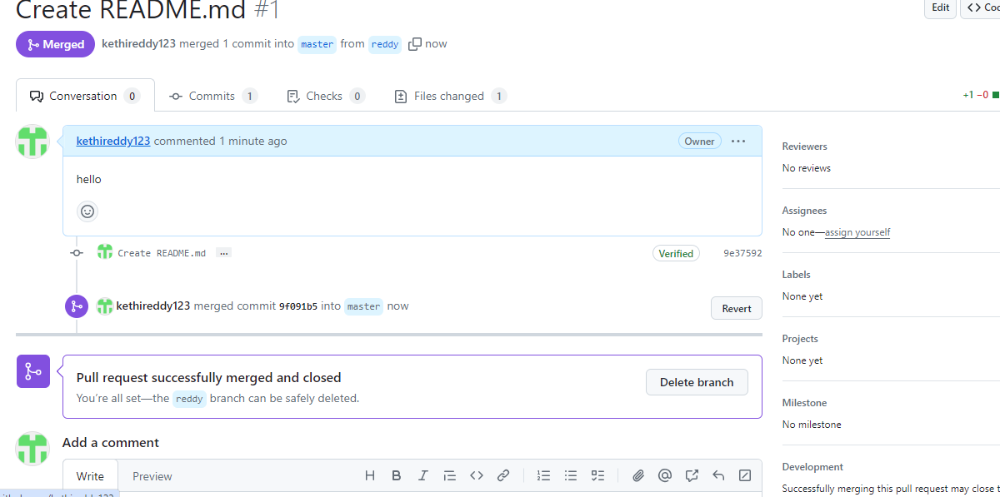 Create README.md #1
Edit
<> Coc
Merged
kethireddy123 merged 1 commit into master from reddy now
Conversation 0
Commits 1
Checks 0
Files changed 1
+1 −0
kethireddy123 commented 1 minute ago
Owner
hello
Create README.md ...
Verified
9e37592
kethireddy123 merged commit 9f091b5 into master now
Revert
Pull request successfully merged and closed
You’re all set—the reddy branch can be safely deleted.
Delete branch
Add a comment
Write
Preview
Reviewers
No reviews
Assignees
No one—assign yourself
Labels
None yet
Projects
None yet
Milestone
No milestone
Development
Successfully merging this pull request may close t